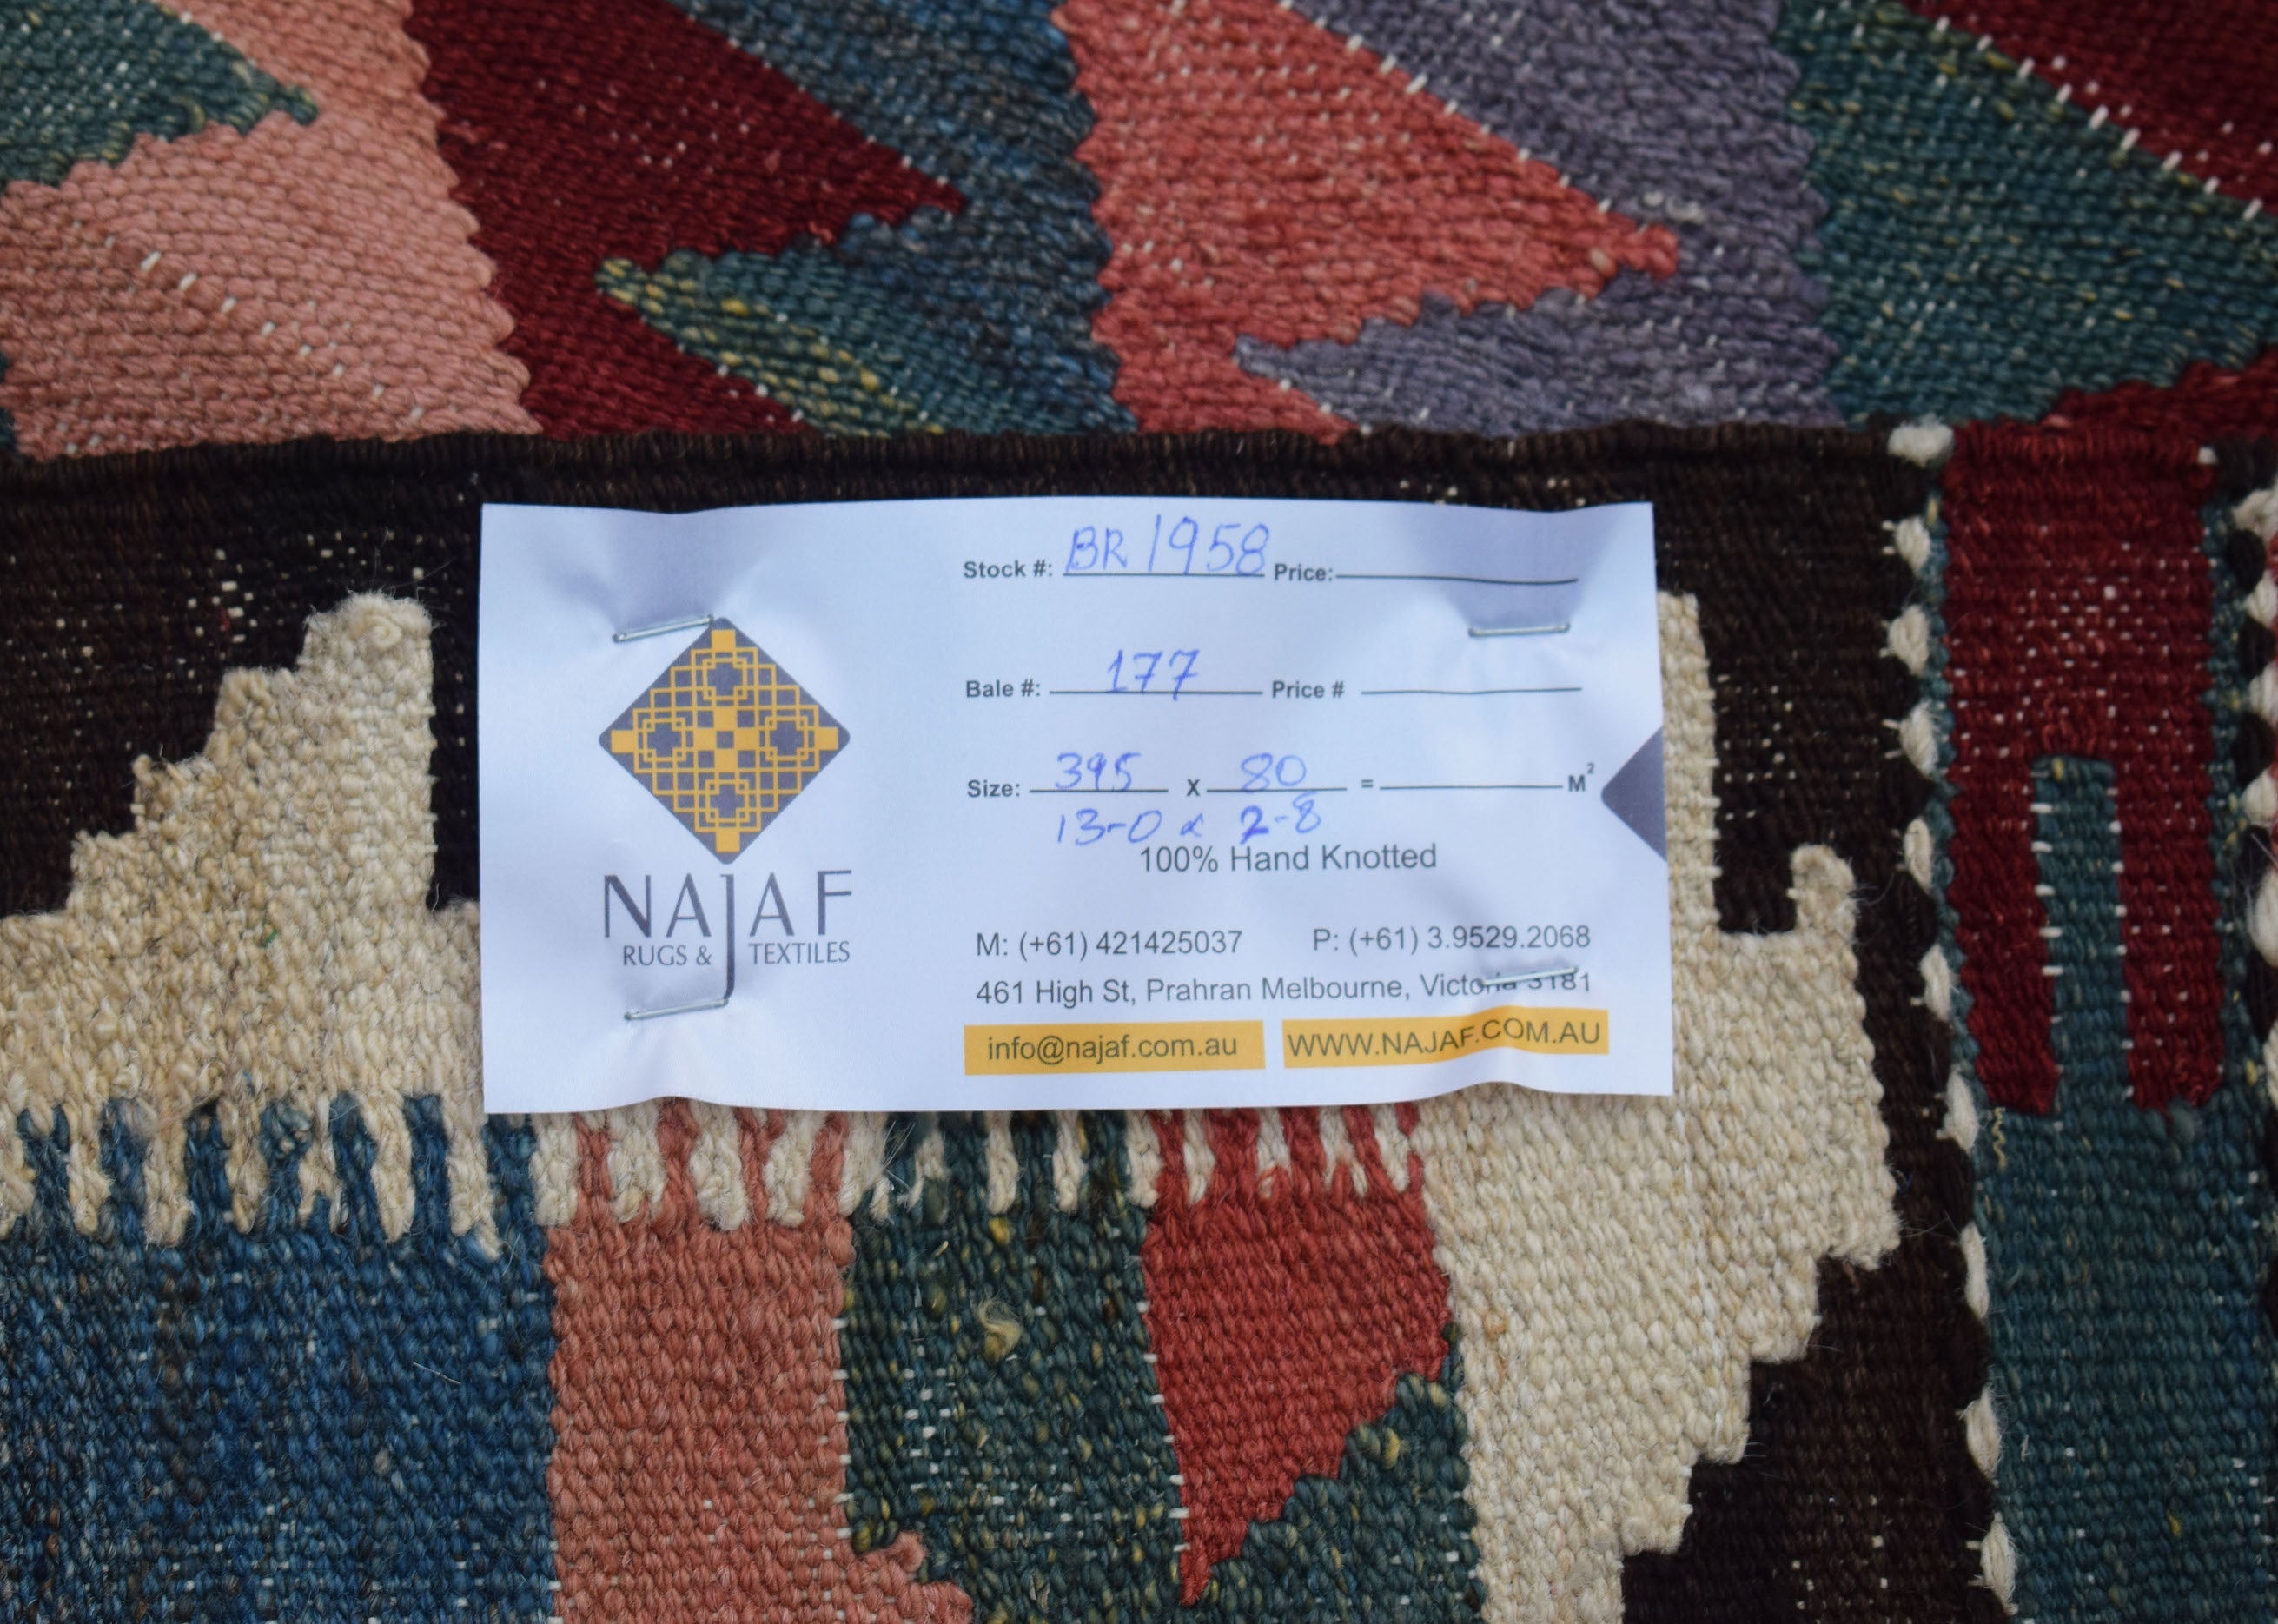 Stock #: BR 1958 Price:
Bale #: 177 Price #
Size: 395 x 80 = M²
13-0 x 2-8
100% Hand Knotted
NAJAF
RUGS & TEXTILES
M: (+61) 421425037 P: (+61) 3.9529.2068
461 High St, Prahran Melbourne, Victoria 3181
info@najaf.com.au WWW.NAJAF.COM.AU